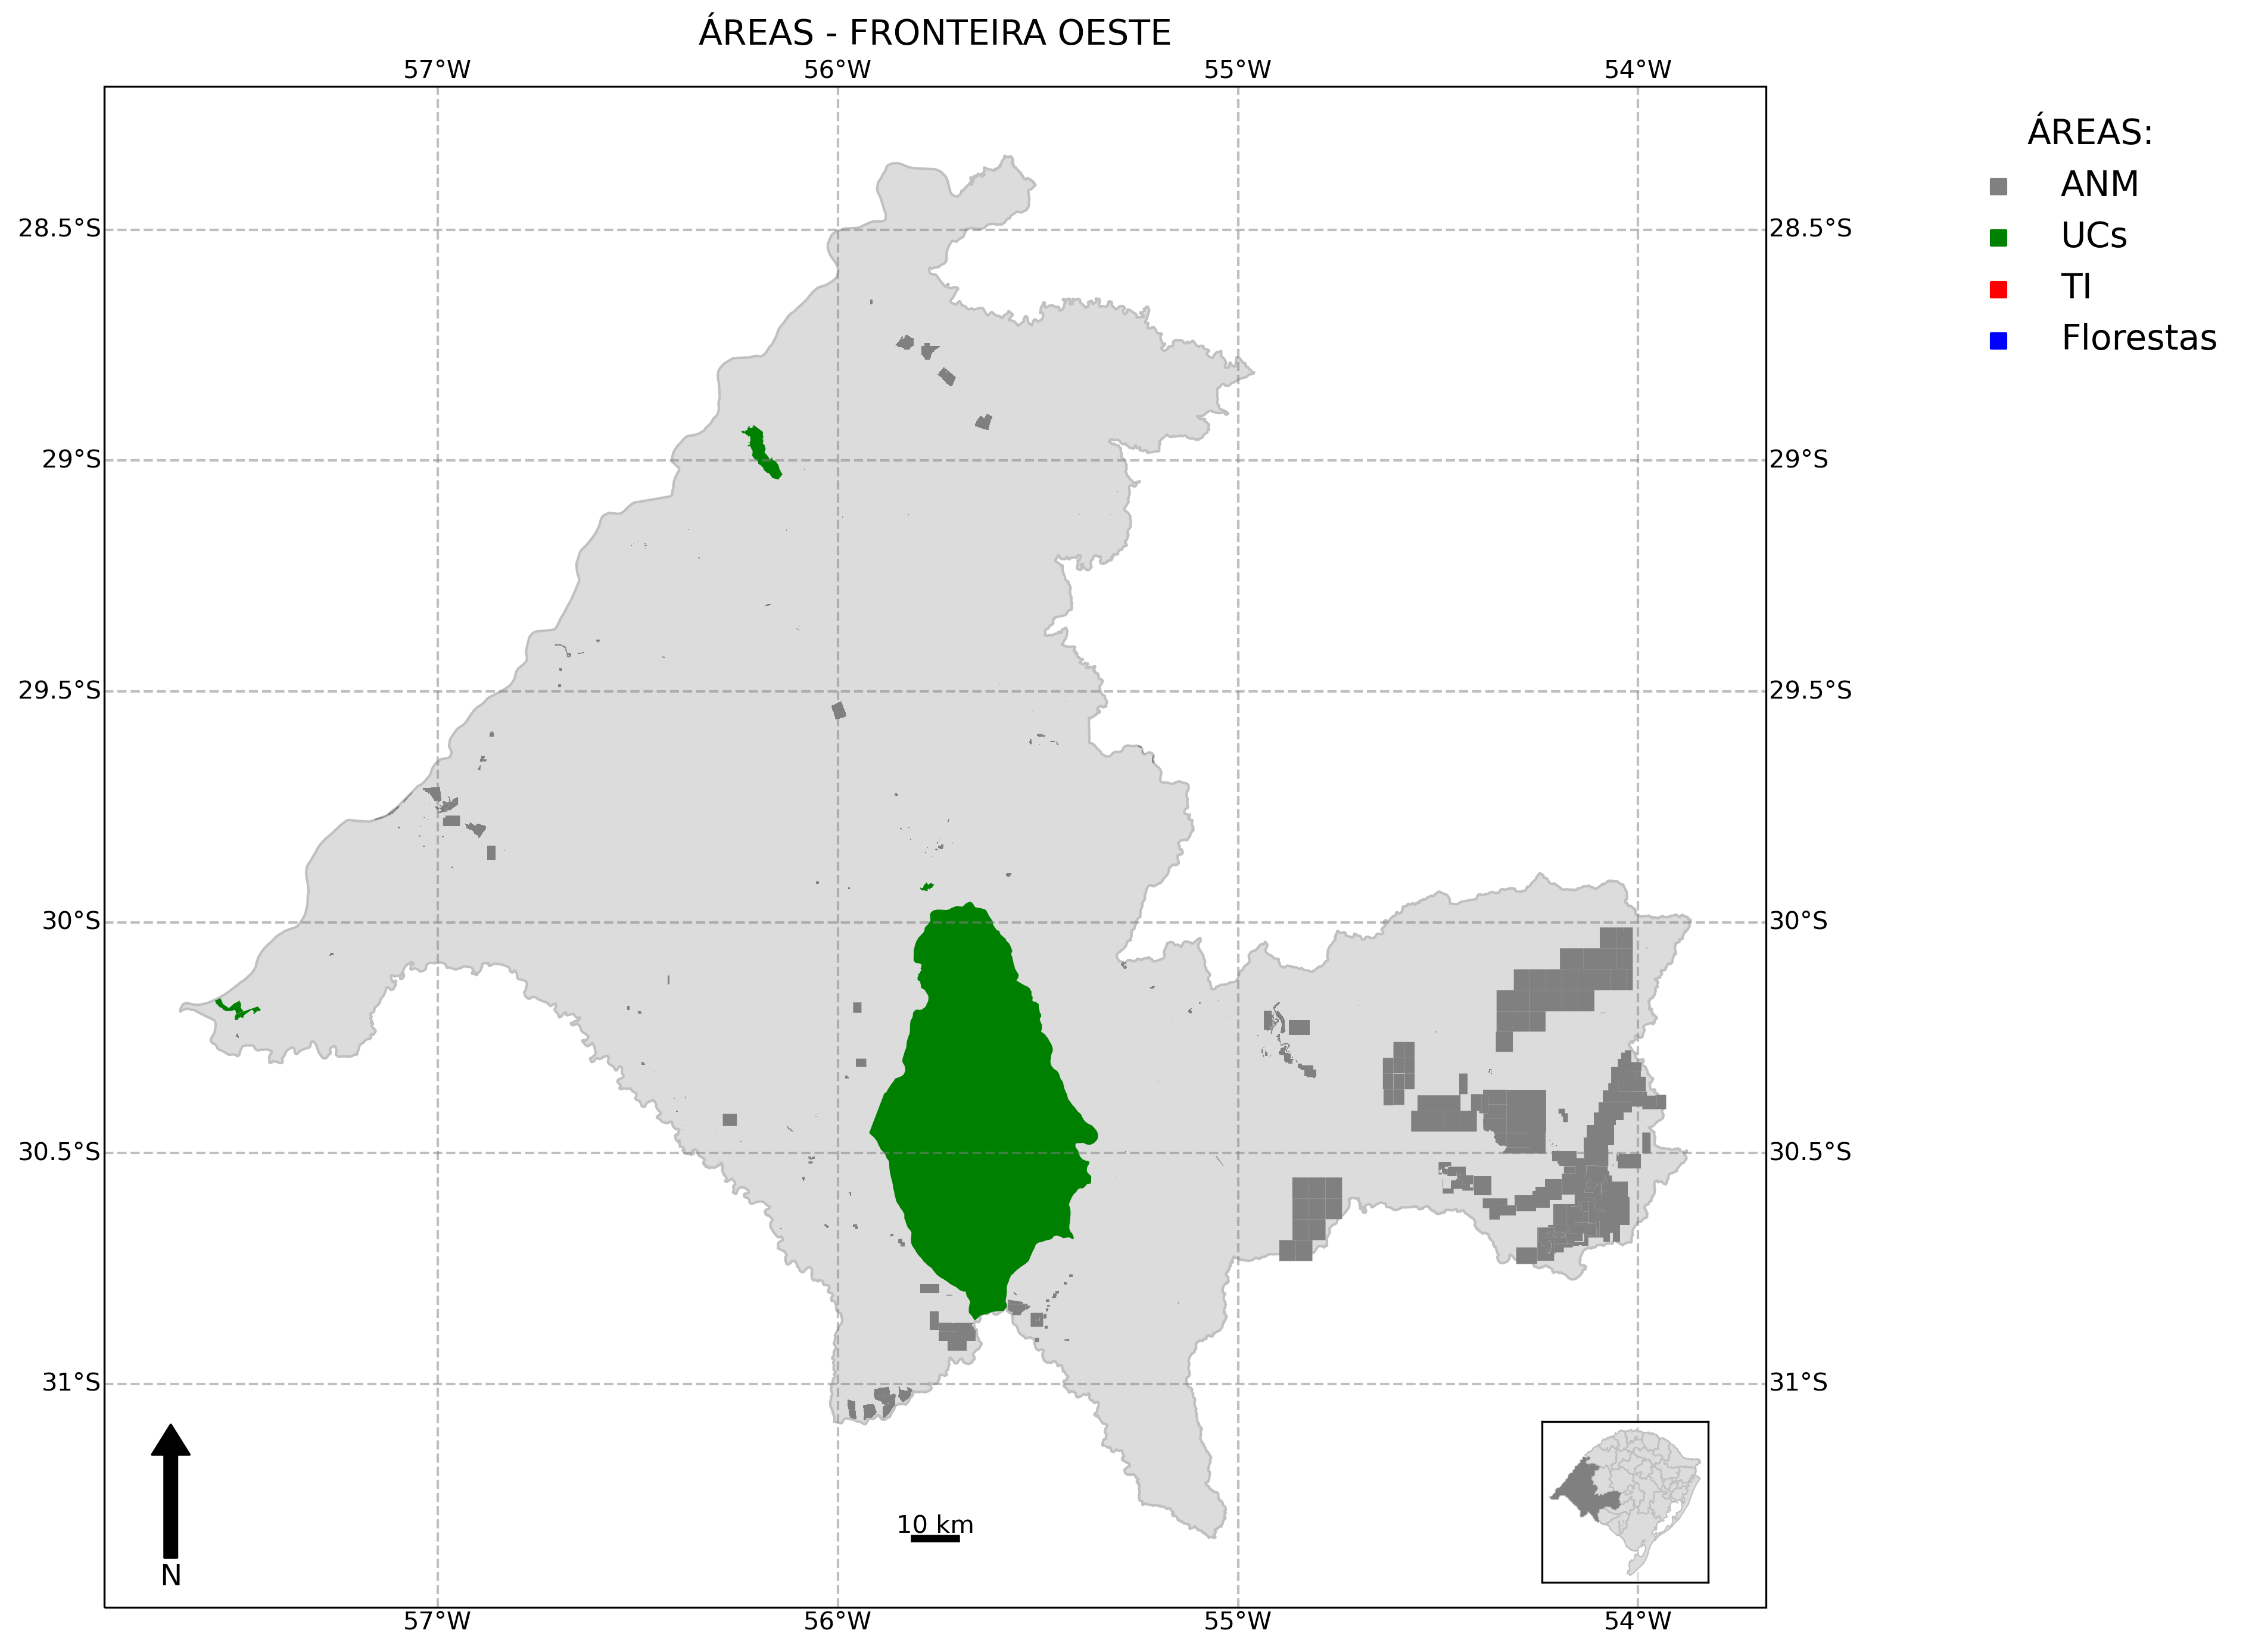 ÁREAS - FRONTEIRA OESTE
57°W 56°W 55°W 54°W
ÁREAS:
ANM
UCs
TI
Florestas
28.5°S 28.5°S
29°S 29°S
29.5°S 29.5°S
30°S 30°S
30.5°S 30.5°S
31°S 31°S
10 km
N
57°W 56°W 55°W 54°W